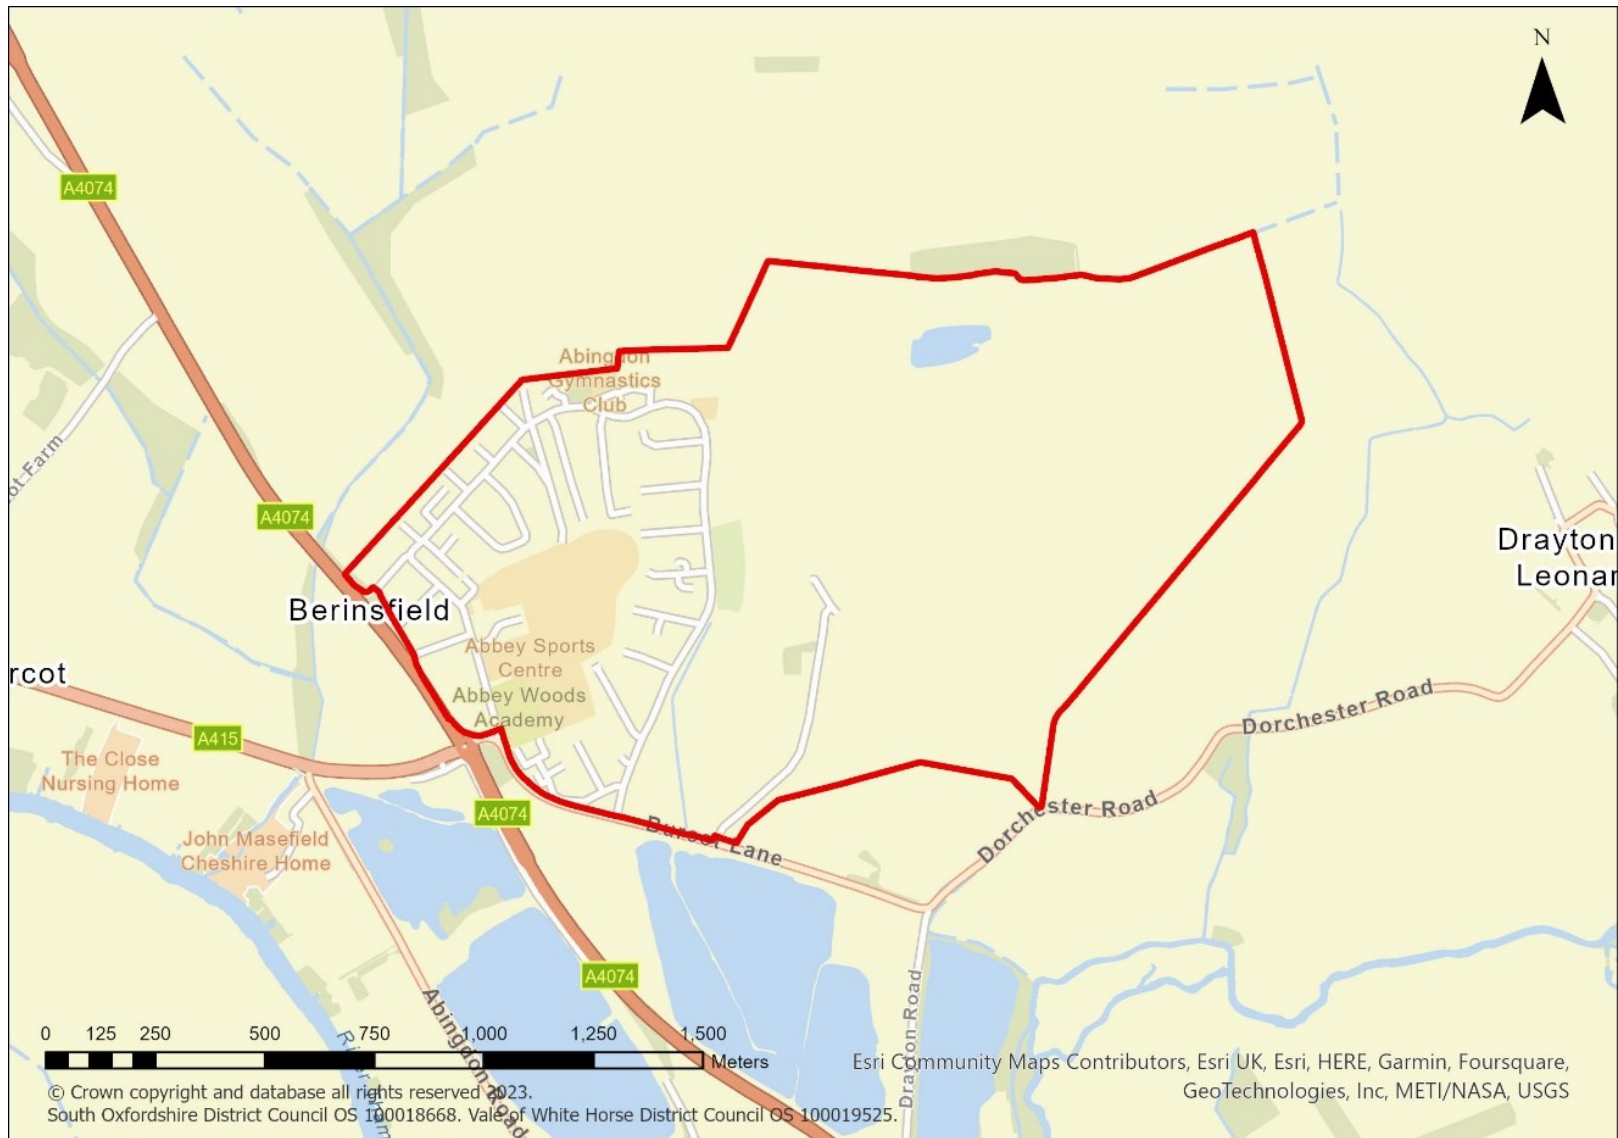 N
A4074
Abingdon
Gymnastics
Club
A4074
ot Farm
Drayton
Leonar
Berinsfield
Abbey Sports
Centre
Abbey Woods
Academy
rcot
A415
Dorchester Road
The Close
Nursing Home
A4074
Dorchester Road
Burcot Lane
John Masefield
Cheshire Home
A4074
Abingdon Road
Drayton Road
0 125 250 500 750 1,000 1,250 1,500
Meters
Esri Community Maps Contributors, Esri UK, Esri, HERE, Garmin, Foursquare,
GeoTechnologies, Inc, METI/NASA, USGS
© Crown copyright and database all rights reserved 2023.
South Oxfordshire District Council OS 100018668. Vale of White Horse District Council OS 100019525.